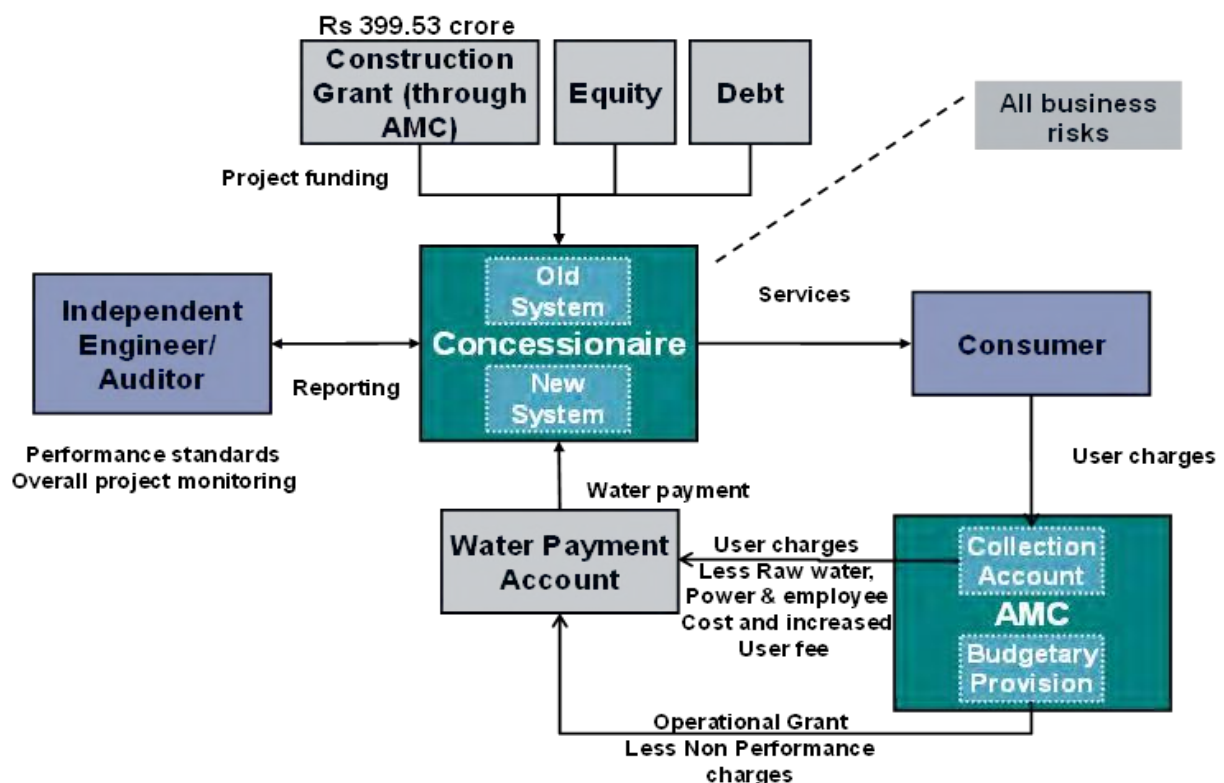 Rs 399.53 crore
Construction
Grant (through
AMC)
Equity
Debt
All business
risks
Project funding
Old
System
Concessionaire
New
System
Services
Independent
Engineer/
Auditor
Reporting
Consumer
Performance standards
Overall project monitoring
User charges
Water payment
Water Payment
Account
User charges
Less Raw water,
Power & employee
Cost and increased
User fee
Collection
Account
AMC
Budgetary
Provision
Operational Grant
Less Non Performance
charges